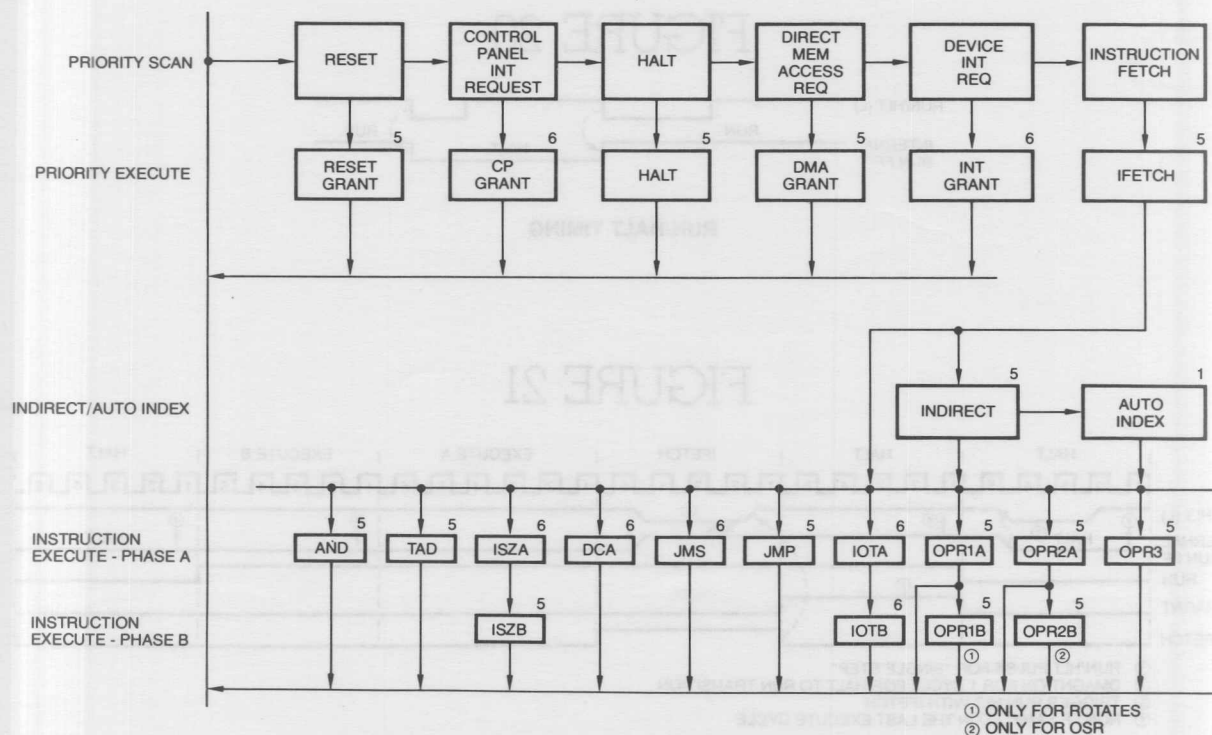 PRIORITY SCAN
RESET
CONTROL
PANEL
INT
REQUEST
HALT
DIRECT
MEM
ACCESS
REQ
DEVICE
INT
REQ
INSTRUCTION
FETCH
PRIORITY EXECUTE
5
RESET
GRANT
6
CP
GRANT
5
HALT
5
DMA
GRANT
6
INT
GRANT
5
IFETCH
INDIRECT/AUTO INDEX
5
INDIRECT
1
AUTO
INDEX
INSTRUCTION
EXECUTE - PHASE A
5
AND
5
TAD
6
ISZA
6
DCA
6
JMS
5
JMP
6
IOTA
5
OPR1A
5
OPR2A
5
OPR3
INSTRUCTION
EXECUTE - PHASE B
5
ISZB
6
IOTB
5
OPR1B
①
5
OPR2B
②
① ONLY FOR ROTATES
② ONLY FOR OSR
FIGURE 21
RUN/HALT TIMING